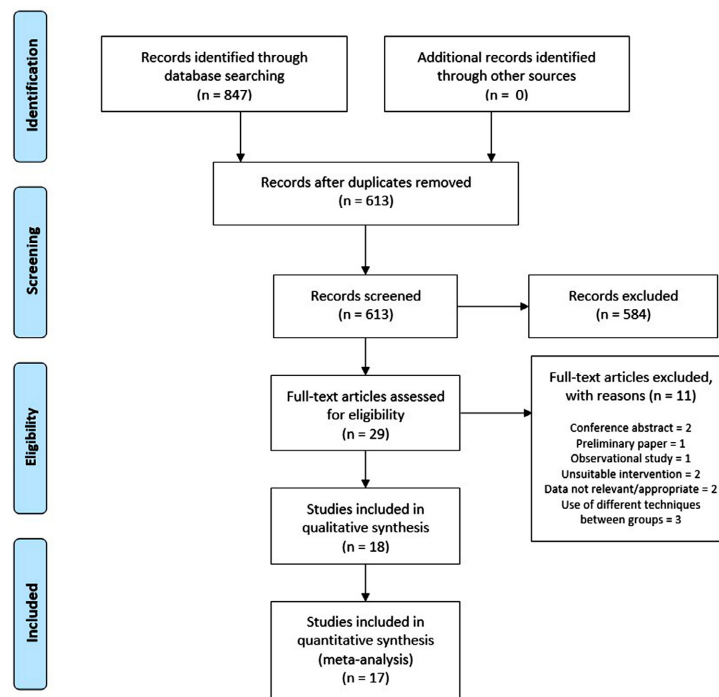 Identification
Records identified through
database searching
(n = 847)
Additional records identified
through other sources
(n = 0)
Records after duplicates removed
(n = 613)
Screening
Records screened
(n = 613)
Records excluded
(n = 584)
Eligibility
Full-text articles assessed
for eligibility
(n = 29)
Full-text articles excluded,
with reasons (n = 11)
Conference abstract = 2
Preliminary paper = 1
Observational study = 1
Unsuitable intervention = 2
Data not relevant/appropriate = 2
Use of different techniques
between groups = 3
Studies included in
qualitative synthesis
(n = 18)
Included
Studies included in
quantitative synthesis
(meta-analysis)
(n = 17)